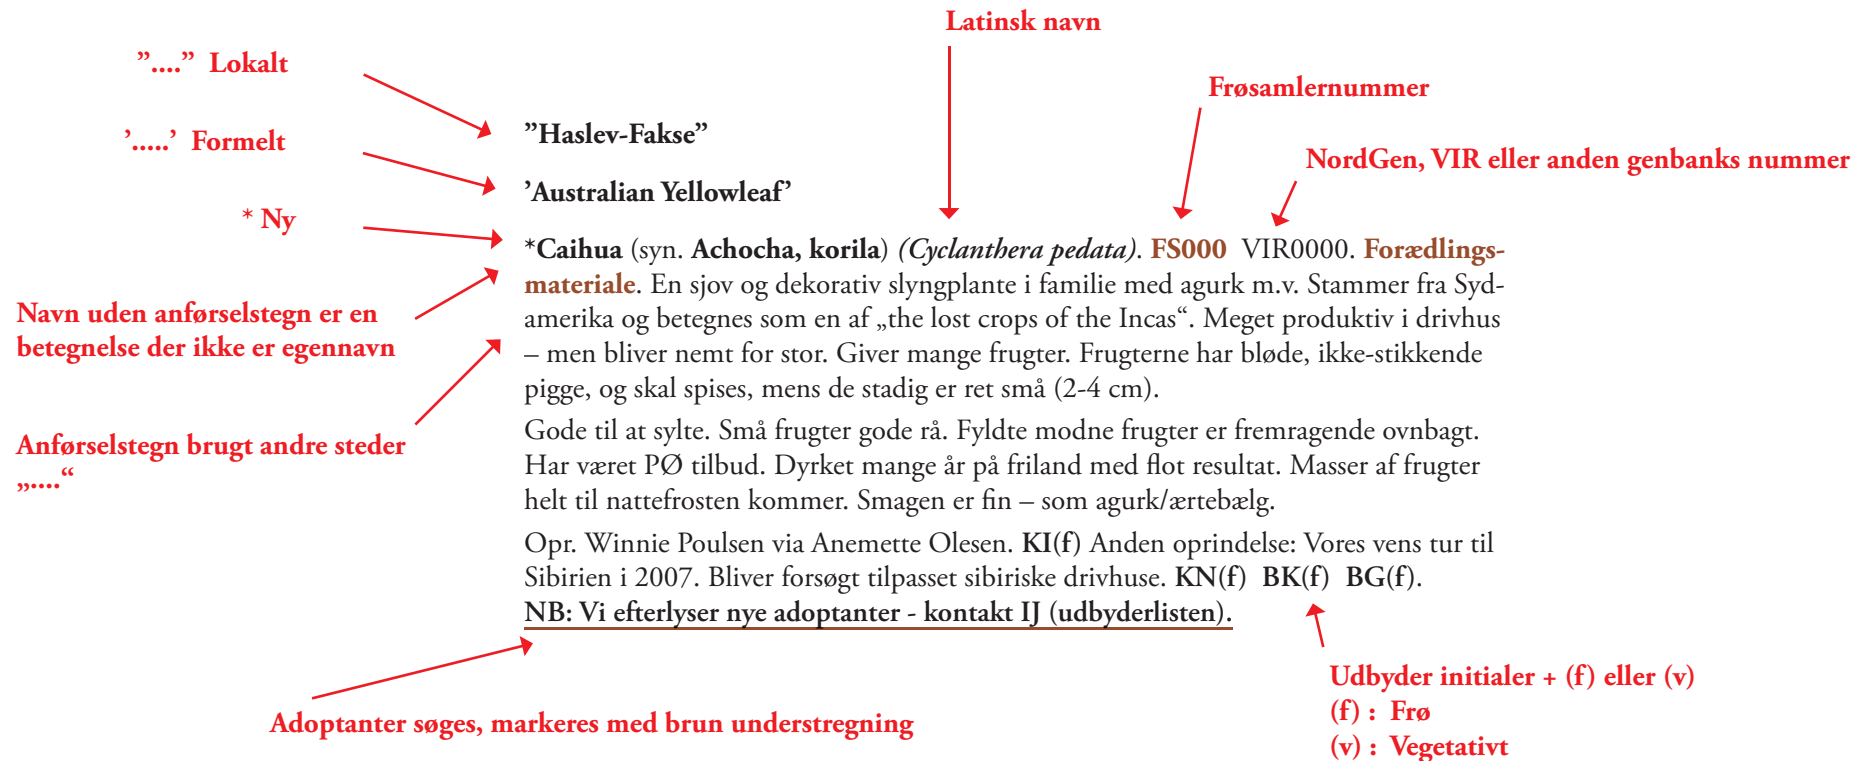 Latinsk navn
”....” Lokalt
Frøsamlernummer
”Haslev-Fakse”
’.....’ Formelt
NordGen, VIR eller anden genbanks nummer
’Australian Yellowleaf’
* Ny
*Caihua (syn. Achocha, korila) (Cyclanthera pedata). FS000 VIR0000. Forædlings-
materiale. En sjov og dekorativ slyngplante i familie med agurk m.v. Stammer fra Syd-
amerika og betegnes som en af „the lost crops of the Incas“. Meget produktiv i drivhus
– men bliver nemt for stor. Giver mange frugter. Frugterne har bløde, ikke-stikkende
pigge, og skal spises, mens de stadig er ret små (2-4 cm).
Navn uden anførselstegn er en
betegnelse der ikke er egennavn
Gode til at sylte. Små frugter gode rå. Fyldte modne frugter er fremragende ovnbagt.
Har været PØ tilbud. Dyrket mange år på friland med flot resultat. Masser af frugter
helt til nattefrosten kommer. Smagen er fin – som agurk/ærtebælg.
Anførselstegn brugt andre steder
„....“
Opr. Winnie Poulsen via Anemette Olesen. KI(f) Anden oprindelse: Vores vens tur til
Sibirien i 2007. Bliver forsøgt tilpasset sibiriske drivhuse. KN(f) BK(f) BG(f).
NB: Vi efterlyser nye adoptanter - kontakt IJ (udbyderlisten).
Adoptanter søges, markeres med brun understregning
Udbyder initialer + (f) eller (v)
(f) : Frø
(v) : Vegetativt